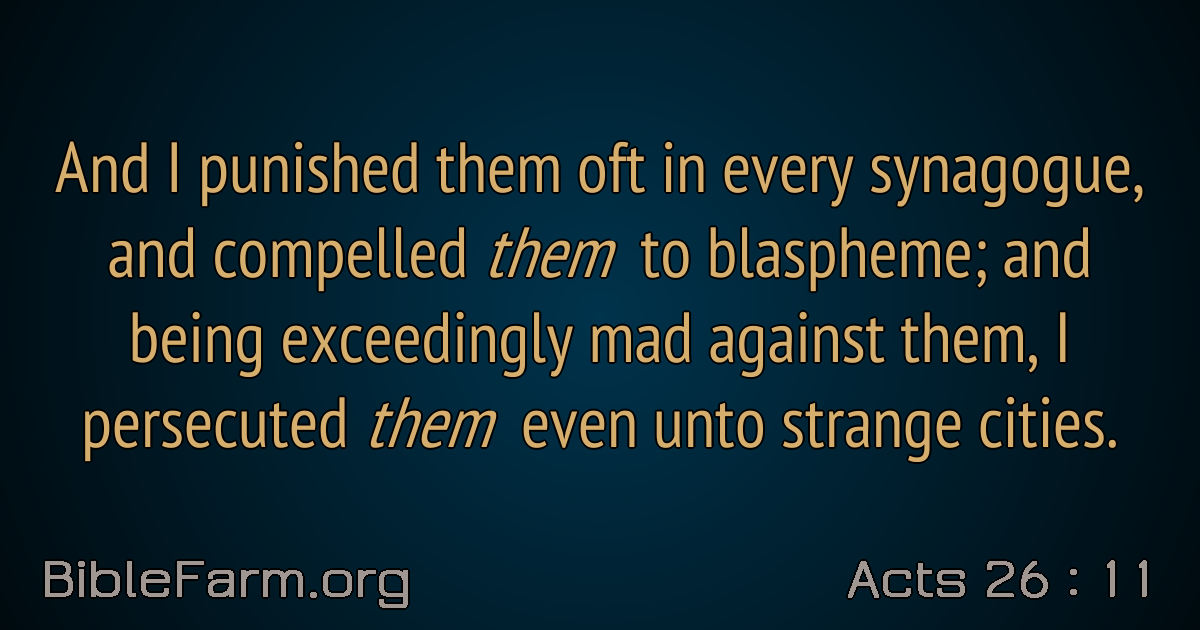 And I punished them oft in every synagogue,
and compelled them to blaspheme; and
being exceedingly mad against them, I
persecuted them even unto strange cities.
BibleFarm.org
Acts 26 : 11